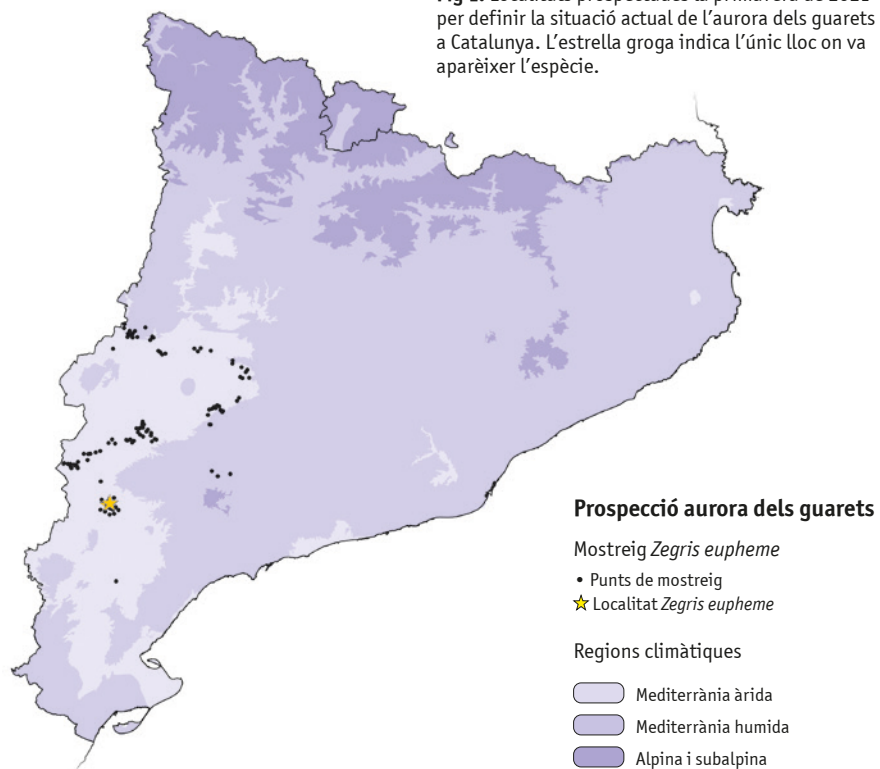 per definir la situació actual de l’aurora dels guarets
a Catalunya. L’estrella groga indica l’únic lloc on va
aparèixer l’espècie.
Prospecció aurora dels guarets
Mostreig Zegris eupheme
• Punts de mostreig
Localitat Zegris eupheme
Regions climàtiques
Mediterrània àrida
Mediterrània humida
Alpina i subalpina